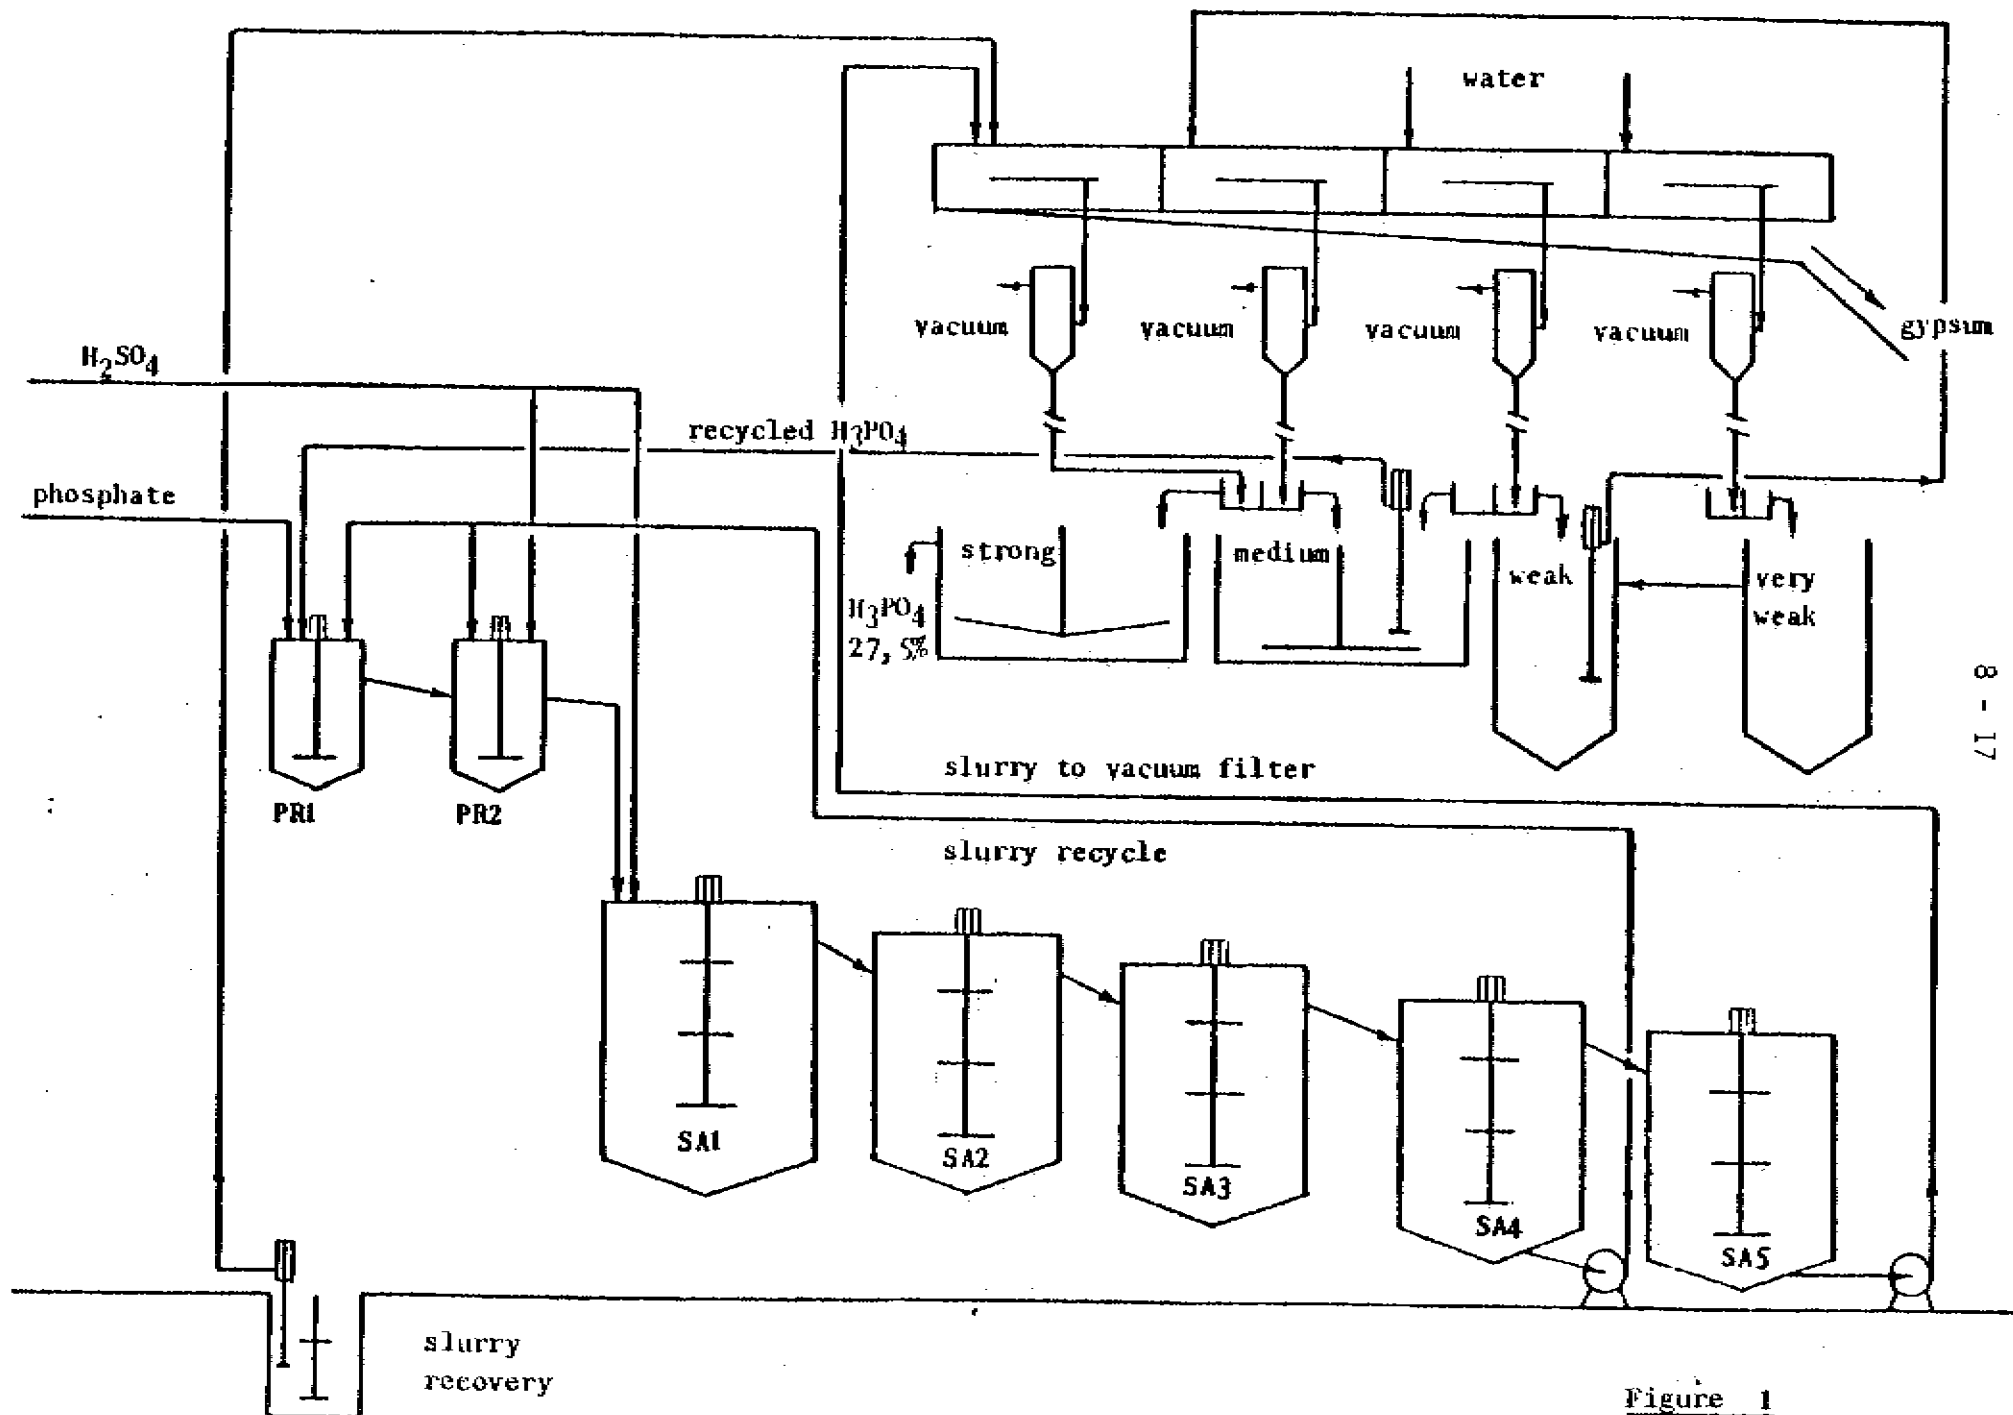 water
vacuum
vacuum
vacuum
vacuum
gypsum
H2SO4
recycled H3PO4
phosphate
strong
medium
weak
very
weak
H3PO4
27,5%
8 - 17
PR1
PR2
slurry to vacuum filter
slurry recycle
SA1
SA2
SA3
SA4
SA5
slurry
recovery
Figure 1